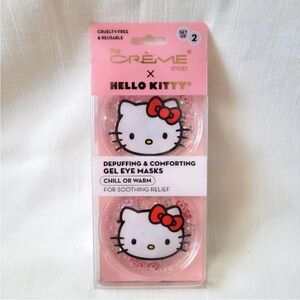 CRUELTY-FREE
& REUSABLE
SET OF 2
the
CRÈME
shop
X
HELLO KITTY
DEPUFFING & COMFORTING
GEL EYE MASKS
CHILL OR WARM
FOR SOOTHING RELIEF